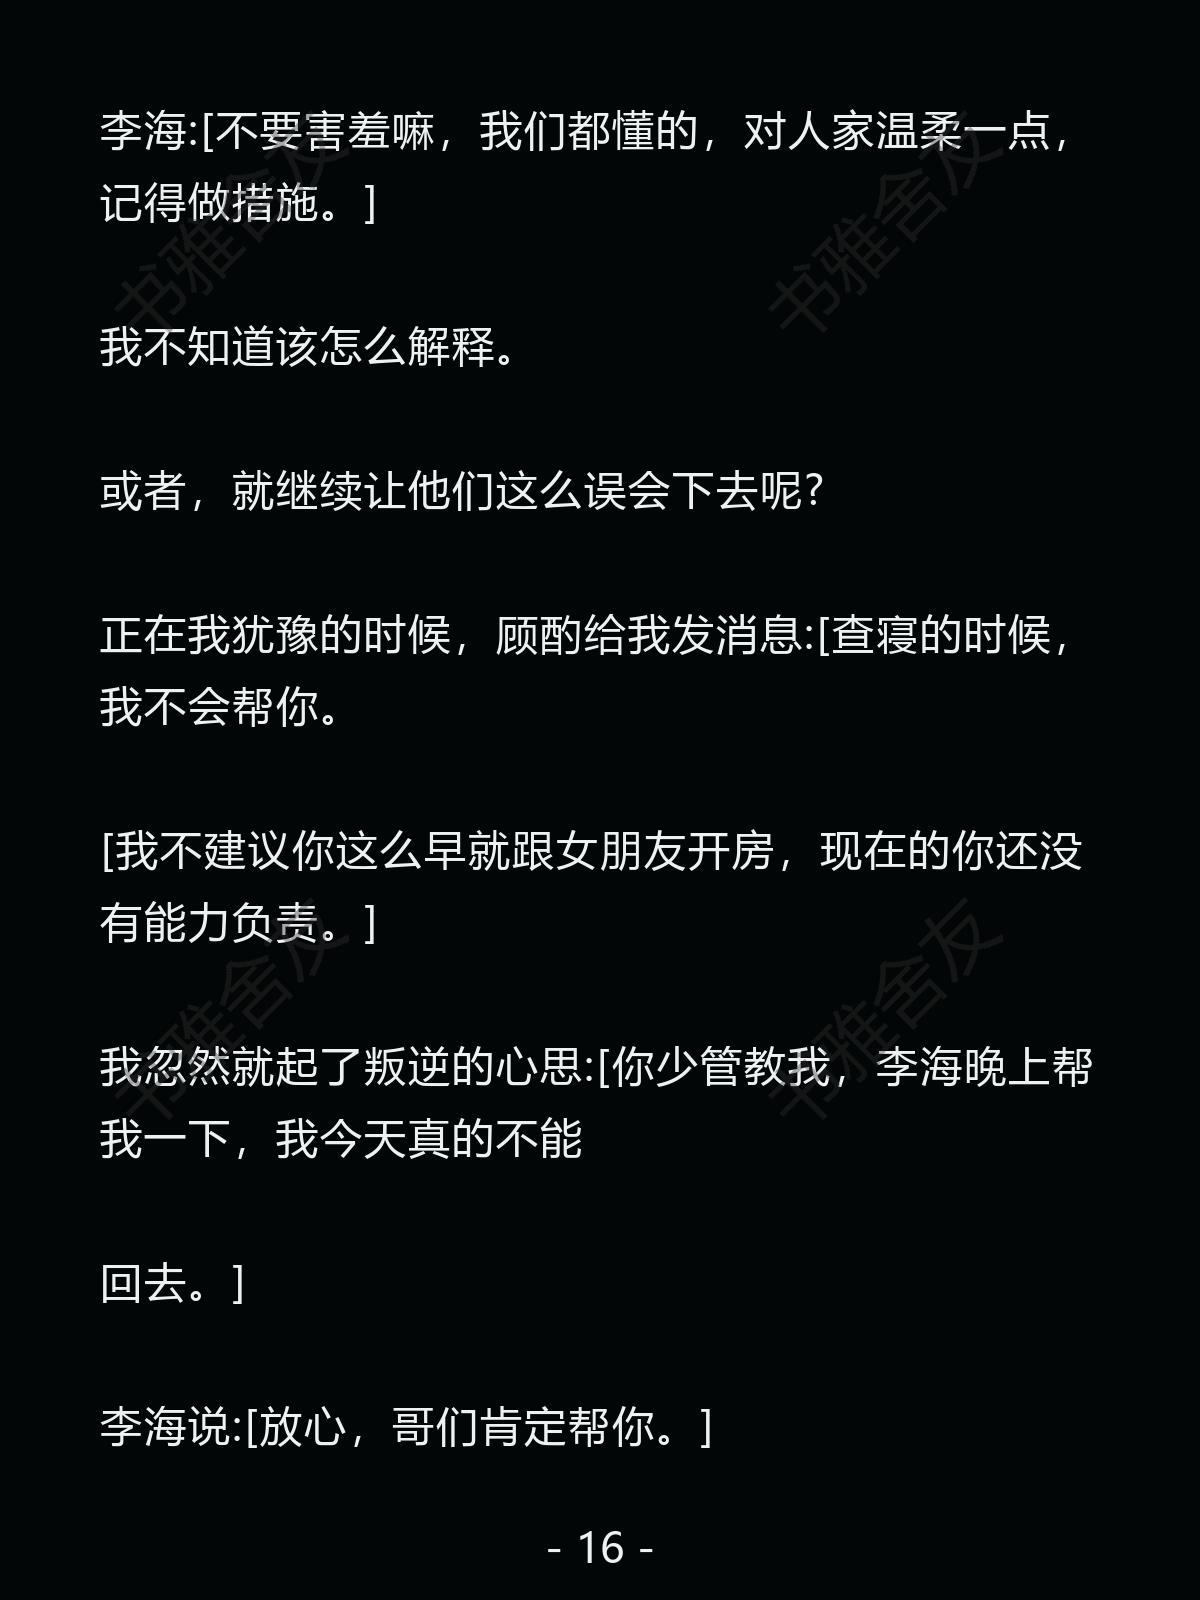 李海:[不要害羞嘛，我们都懂的，对人家温柔一点，
记得做措施。]
我不知道该怎么解释。
或者，就继续让他们这么误会下去呢?
正在我犹豫的时候，顾酌给我发消息:[查寝的时候，
我不会帮你。
[我不建议你这么早就跟女朋友开房，现在的你还没
有能力负责。]
我忽然就起了叛逆的心思:[你少管教我，李海晚上帮
我一下，我今天真的不能
回去。]
李海说:[放心，哥们肯定帮你。]
- 16 -
书雅舍友
书雅舍友
书雅舍友
书雅舍友